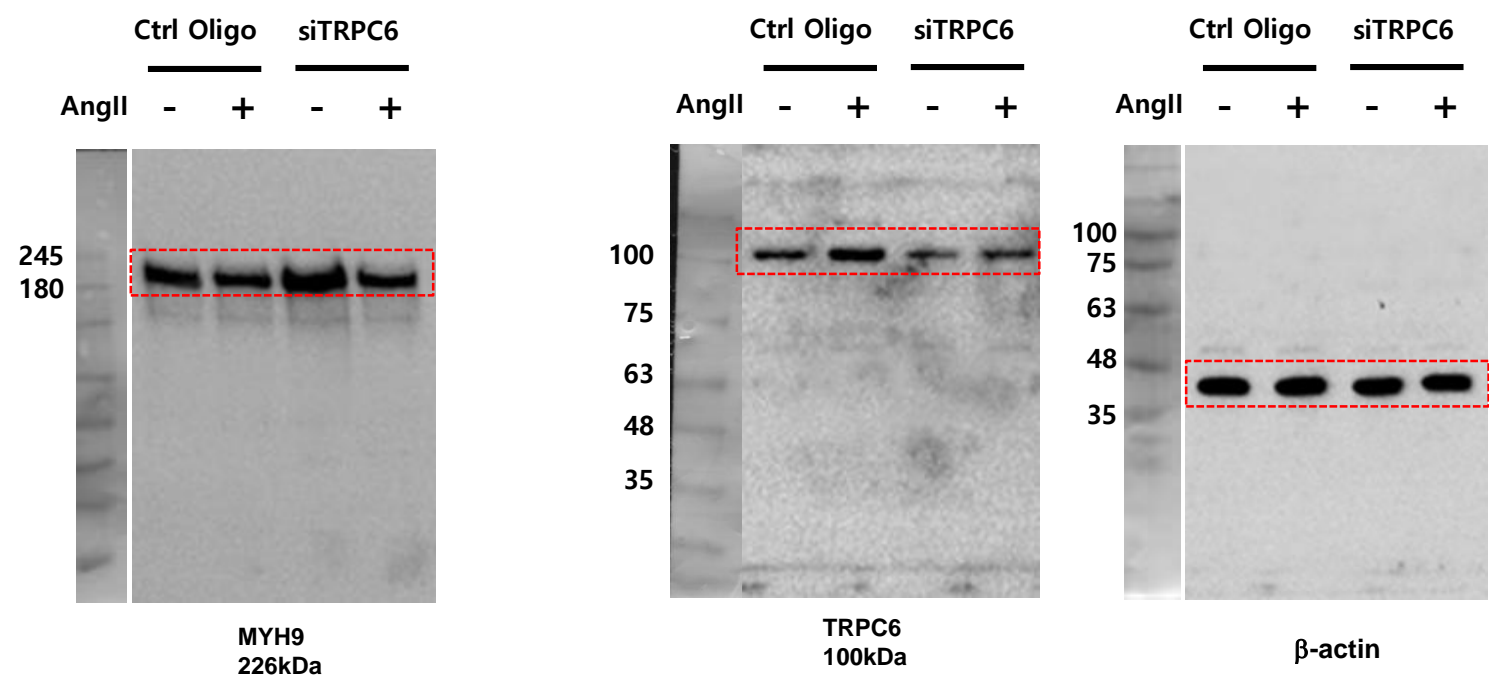 Ctrl Oligo siTRPC6
AngII - + - +
245
180
MYH9
226kDa
Ctrl Oligo siTRPC6
AngII - + - +
100
75
63
48
35
TRPC6
100kDa
Ctrl Oligo siTRPC6
AngII - + - +
100
75
63
48
35
β-actin